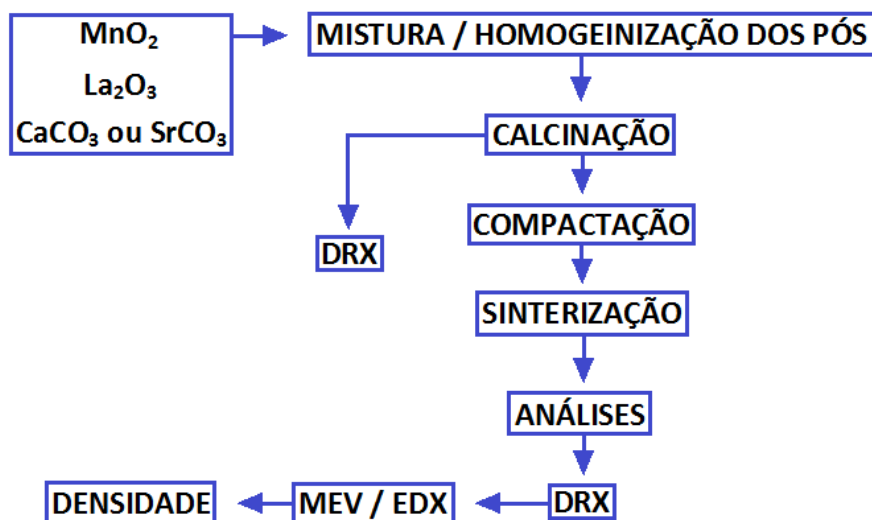 MnO₂
La₂O₃
CaCO₃ ou SrCO₃
MISTURA / HOMOGEINIZAÇÃO DOS PÓS
CALCINAÇÃO
DRX
COMPACTAÇÃO
SINTERIZAÇÃO
ANÁLISES
DRX
MEV / EDX
DENSIDADE